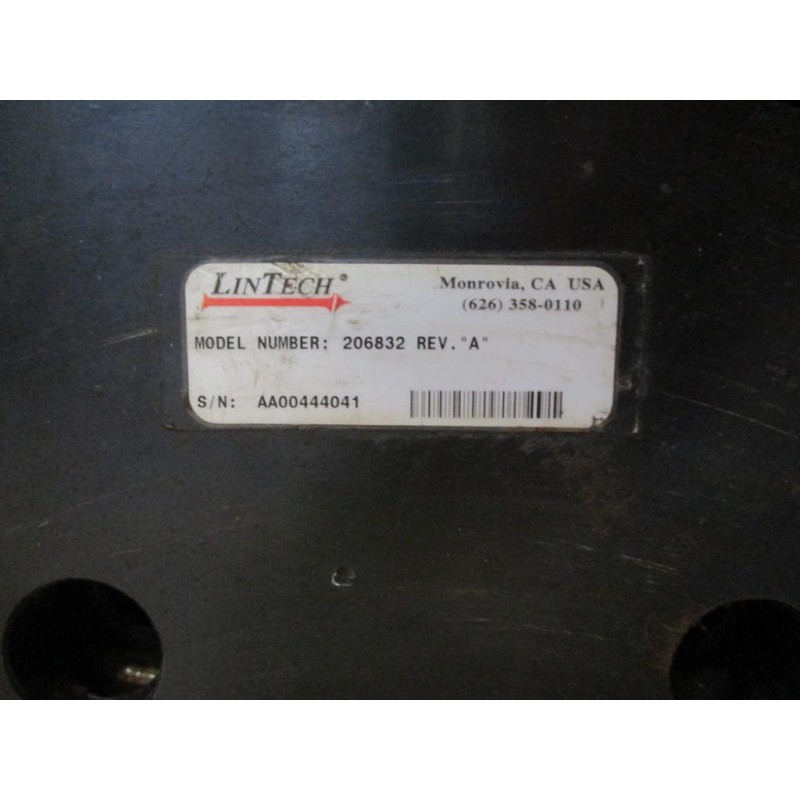 LINTECH® Monrovia, CA USA
(626) 358-0110
MODEL NUMBER: 206832 REV. "A"
S/N: AA00444041